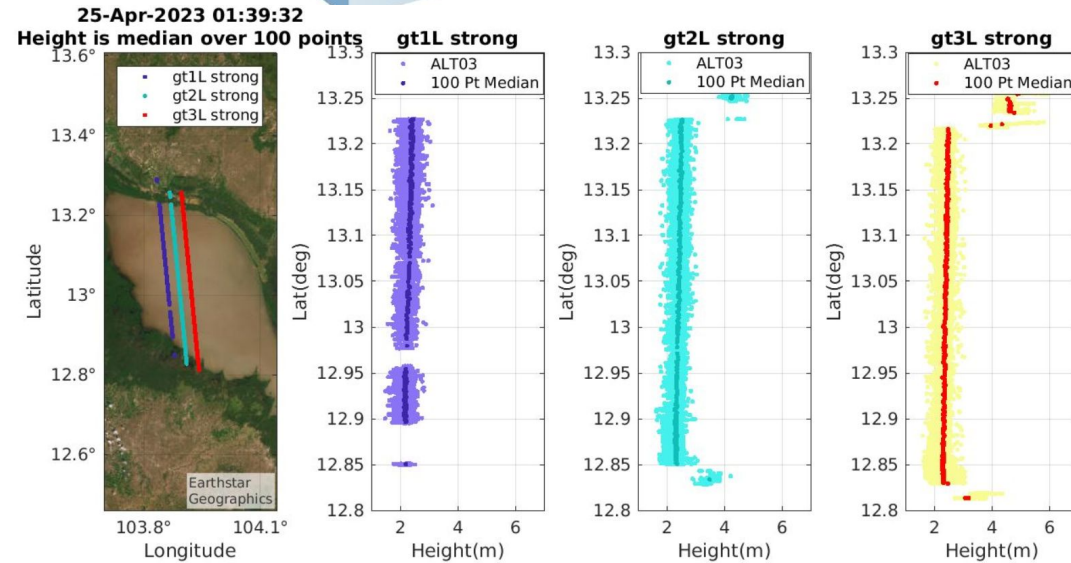 25-Apr-2023 01:39:32
Height is median over 100 points
gt1L strong
gt2L strong
gt3L strong
13.6°
13.4°
13.2°
13°
12.8°
12.6°
Latitude
103.8°
104.1°
Longitude
Earthstar
Geographics
gt1L strong
ALT03
100 Pt Median
13.3
13.25
13.2
13.15
13.1
13.05
13
12.95
12.9
12.85
12.8
Lat(deg)
2
4
6
Height(m)
gt2L strong
ALT03
100 Pt Median
13.3
13.25
13.2
13.15
13.1
13.05
13
12.95
12.9
12.85
12.8
Lat(deg)
2
4
6
Height(m)
gt3L strong
ALT03
100 Pt Median
13.3
13.25
13.2
13.15
13.1
13.05
13
12.95
12.9
12.85
12.8
Lat(deg)
2
4
6
Height(m)